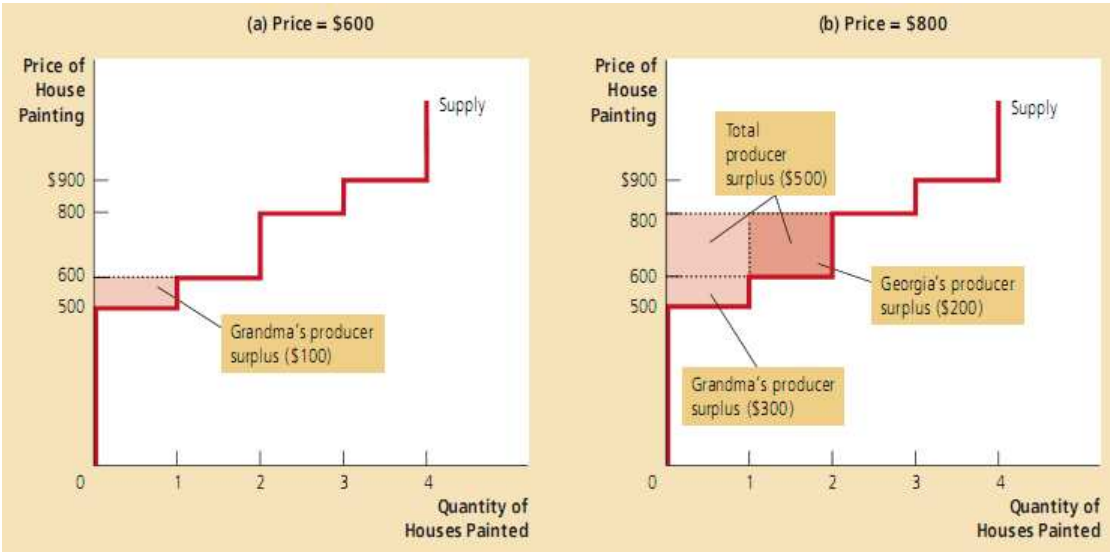 (a) Price = $600
Price of
House
Painting
Supply
$900
800
600
500
Grandma's producer
surplus ($100)
0
1
2
3
4
Quantity of
Houses Painted
(b) Price = $800
Price of
House
Painting
Supply
Total
producer
surplus ($500)
$900
800
600
500
Georgia's producer
surplus ($200)
Grandma's producer
surplus ($300)
0
1
2
3
4
Quantity of
Houses Painted